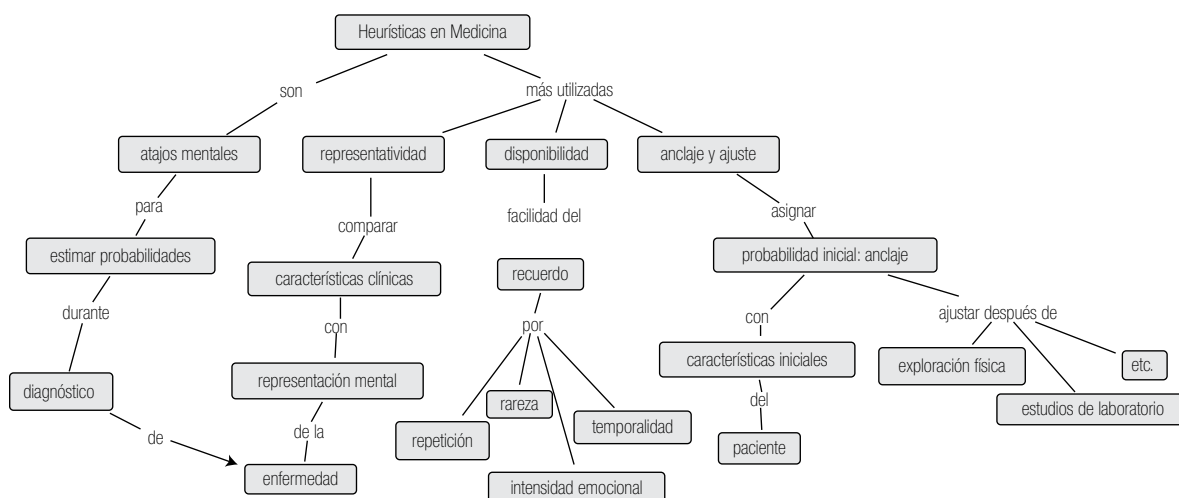 Heurísticas en Medicina
son
más utilizadas
atajos mentales
representatividad
disponibilidad
anclaje y ajuste
para
facilidad del
asignar
comparar
estimar probabilidades
probabilidad inicial: anclaje
características clínicas
recuerdo
durante
con
por
con
ajustar después de
características iniciales
exploración física
etc.
diagnóstico
representación mental
rareza
del
estudios de laboratorio
temporalidad
de
de la
repetición
paciente
enfermedad
intensidad emocional